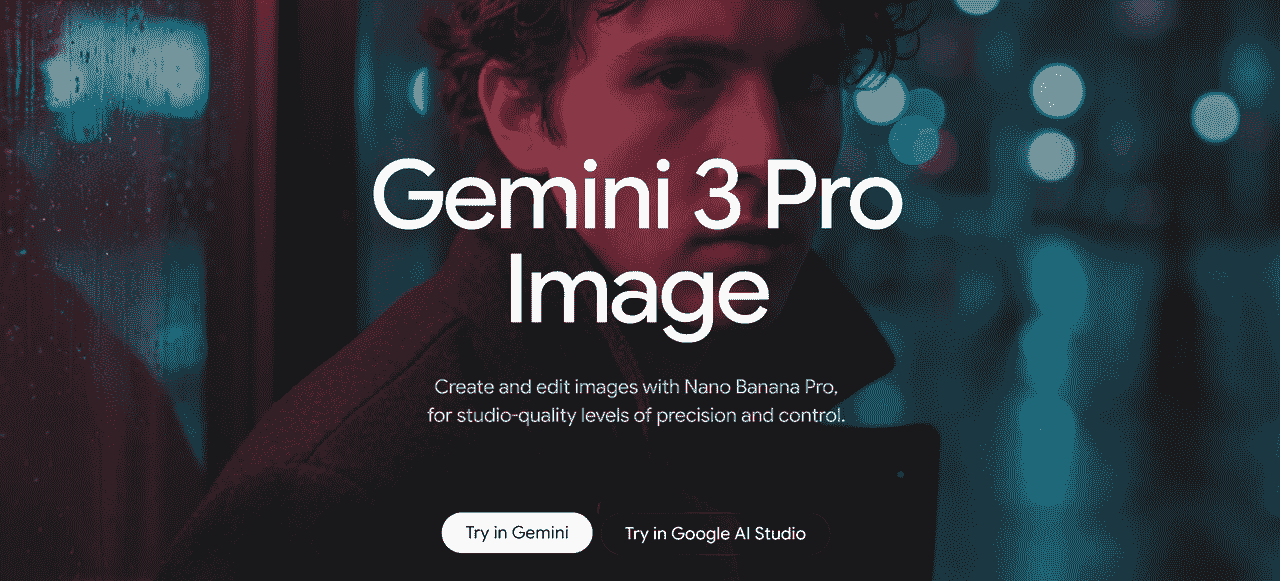 Gemini 3 Pro
Image
Create and edit images with Nano Banana Pro,
for studio-quality levels of precision and control.
Try in Gemini
Try in Google AI Studio